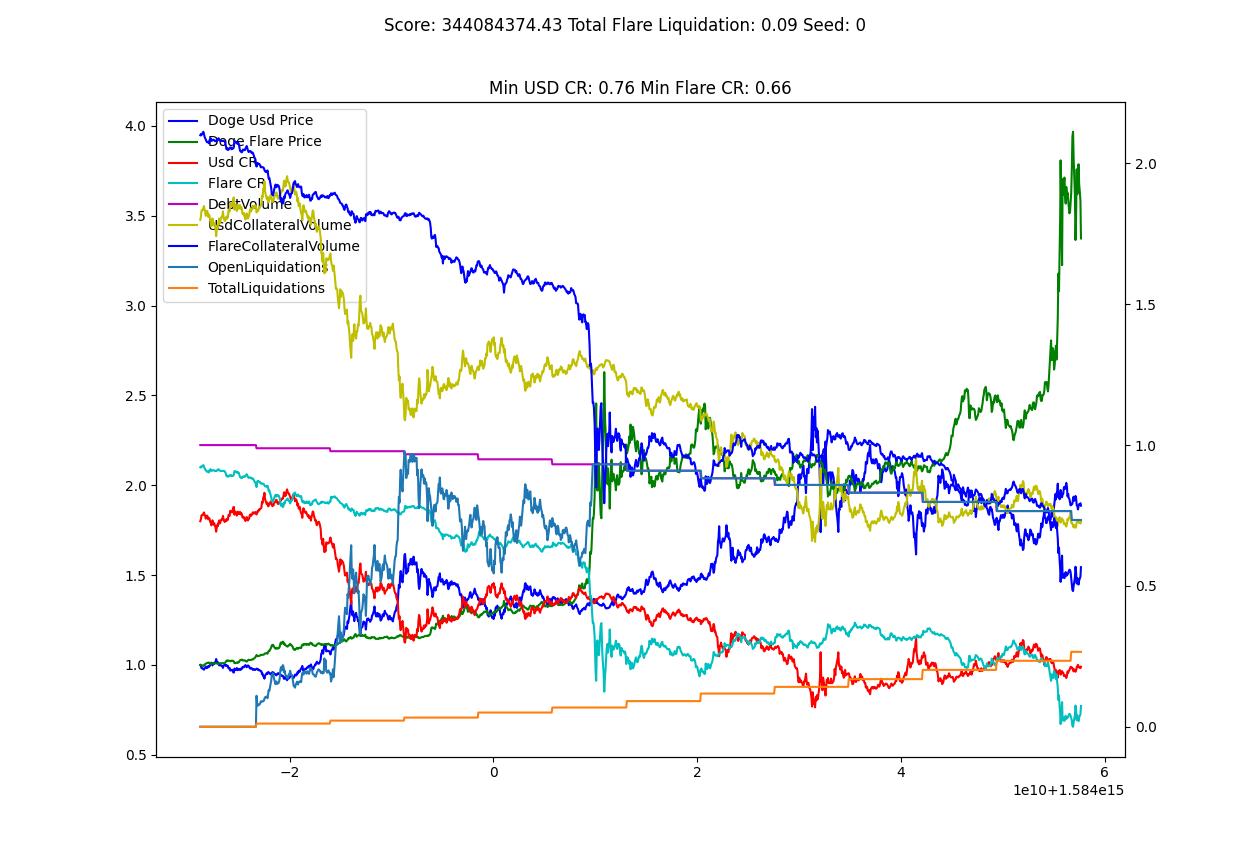 Score: 344084374.43 Total Flare Liquidation: 0.09 Seed: 0
Min USD CR: 0.76 Min Flare CR: 0.66
Doge Usd Price
Doge Flare Price
Usd CR
Flare CR
DebtVolume
UsdCollateralVolume
FlareCollateralVolume
OpenLiquidations
TotalLiquidations
4.0
3.5
3.0
2.5
2.0
1.5
1.0
0.5
2.0
1.5
1.0
0.5
0.0
−2
0
2
4
6
1e10+1.584e15